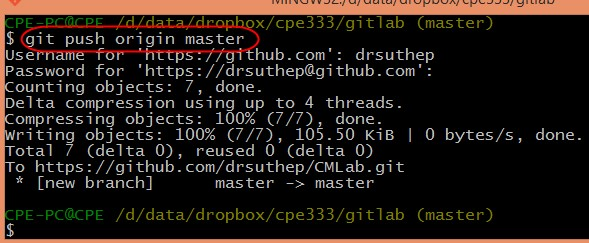 MINGW32:/d/data/dropbox/cpe333/gitlab
CPE-PC@CPE /d/data/dropbox/cpe333/gitlab (master)
$ git push origin master
Username for 'https://github.com': drsuthep
Password for 'https://drsuthep@github.com':
Counting objects: 7, done.
Delta compression using up to 4 threads.
Compressing objects: 100% (7/7), done.
Writing objects: 100% (7/7), 105.50 KiB | 0 bytes/s, done.
Total 7 (delta 0), reused 0 (delta 0)
To https://github.com/drsuthep/CMLab.git
 * [new branch]      master -> master
CPE-PC@CPE /d/data/dropbox/cpe333/gitlab (master)
$